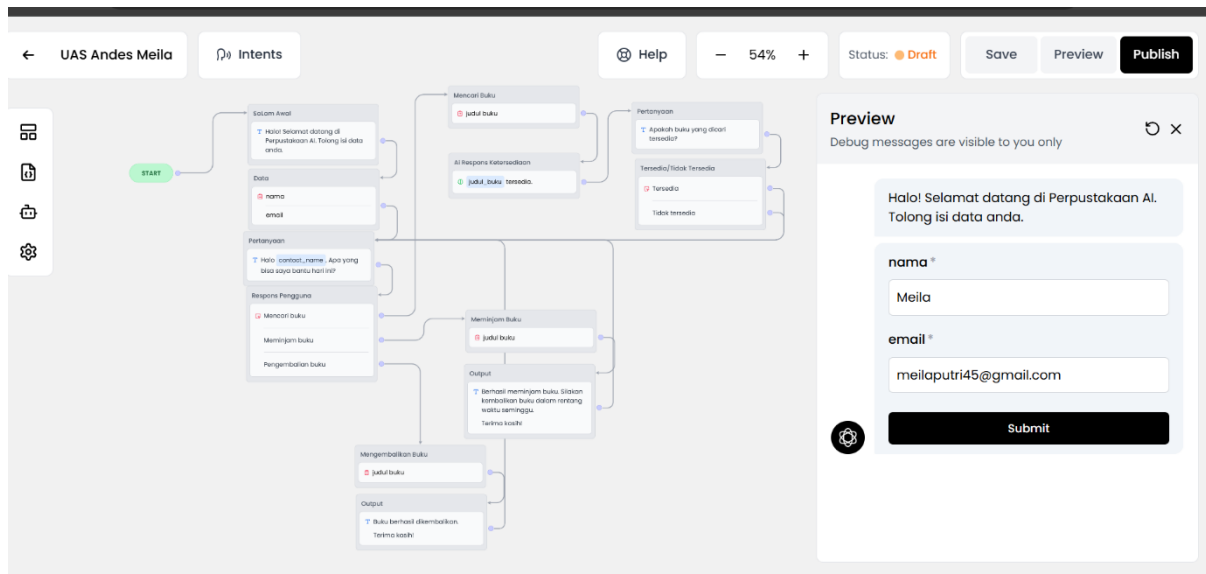 UAS Andes Meila
Intents
Help
54%
Status: Draft
Save
Preview
Publish
START
SaLam Awal
Halo! Selamat datang di
Perpustakaan AI. Tolong isi data
anda.
Data
nama
email
Pertanyaan
Halo contact_name. Apa yang
bisa saya bantu hari ini?
Respons Pengguna
Mencari buku
Meminjam buku
Pengembalian buku
Mencari Buku
judul buku
AI Respons Ketersediaan
judul_buku tersedia.
Pertanyaan
Apakah buku yang dicari
tersedia?
Tersedia/Tidak Tersedia
Tersedia
Tidak tersedia
Meminjam Buku
judul buku
Output
Berhasil meminjam buku. Silakan
kembalikan buku dalam rentang
waktu seminggu.
Terima kasih!
Mengembalikan Buku
judul buku
Output
Buku berhasil dikembalikan.
Terima kasih!
Preview
Debug messages are visible to you only
Halo! Selamat datang di Perpustakaan AI.
Tolong isi data anda.
nama *
Meila
email *
meilaputri45@gmail.com
Submit